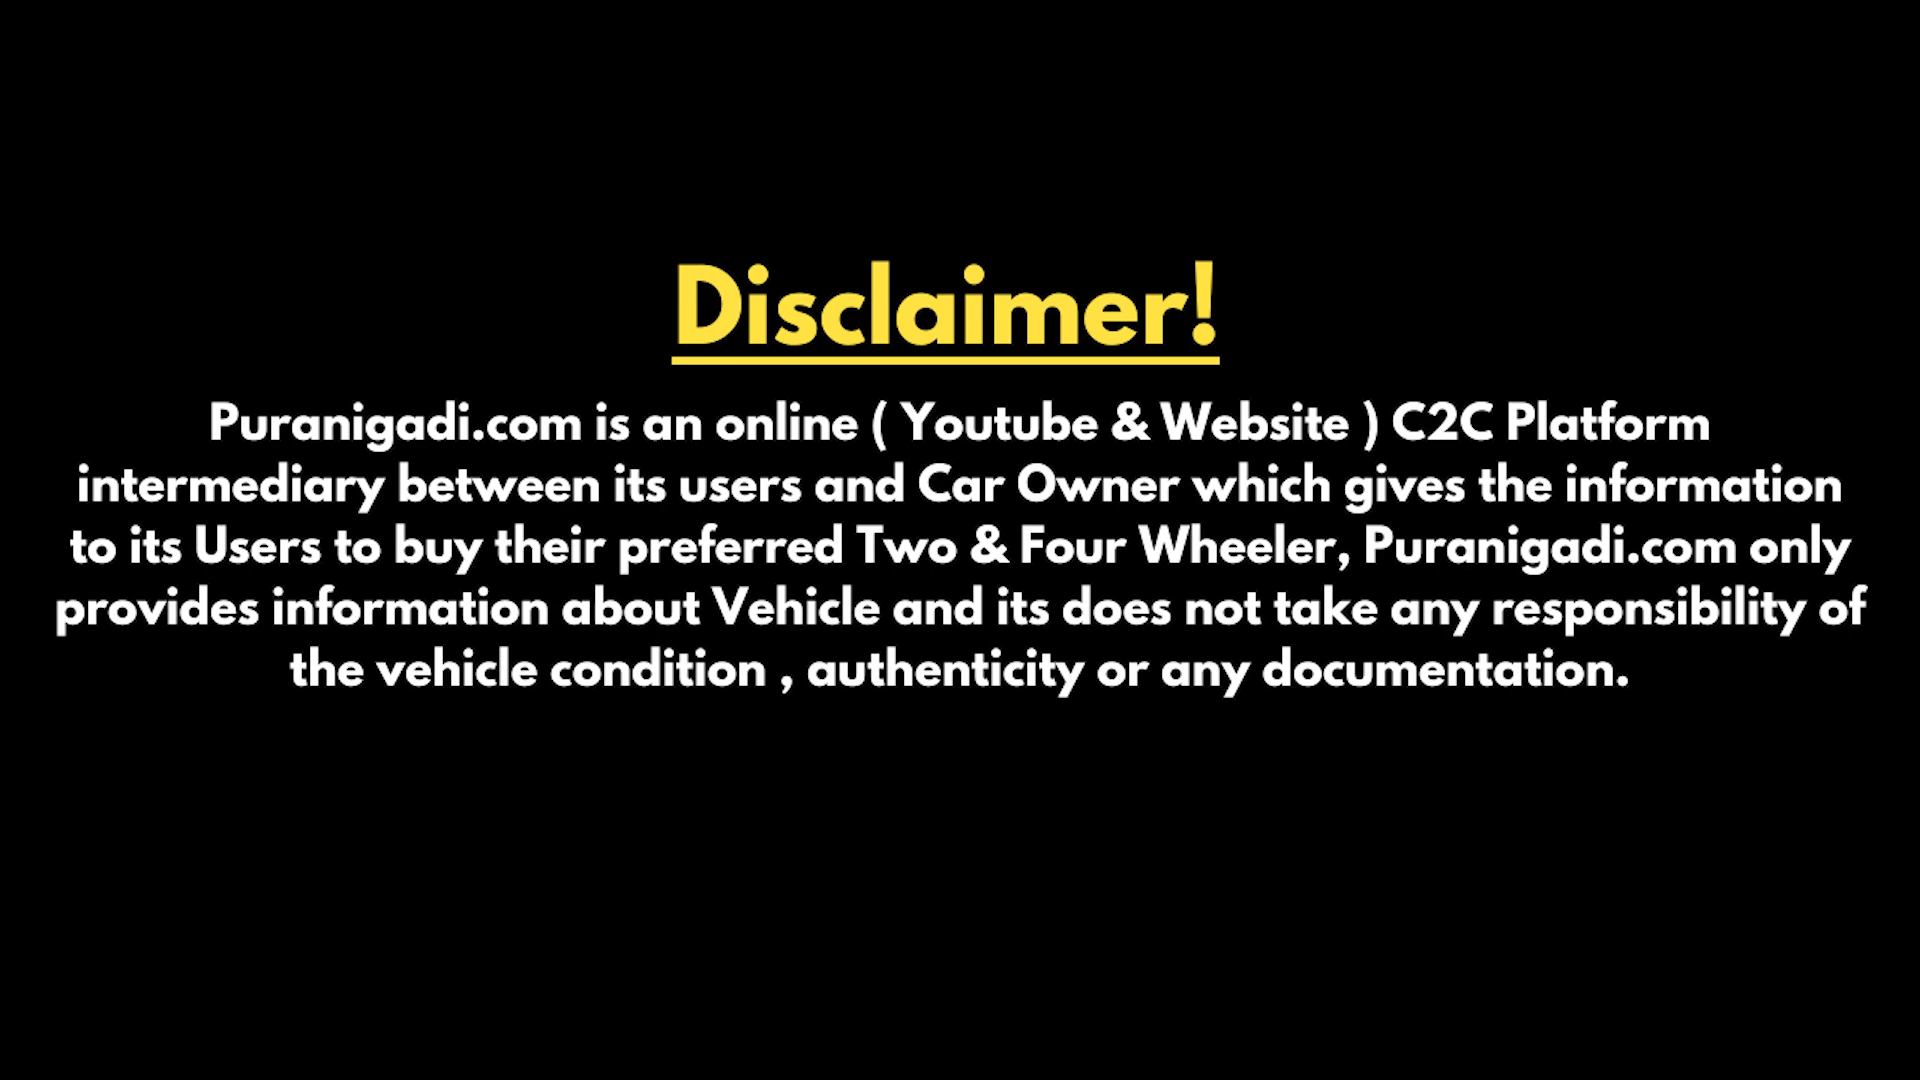 Disclaimer!
Puranigadi.com is an online ( Youtube & Website ) C2C Platform
intermediary between its users and Car Owner which gives the information
to its Users to buy their preferred Two & Four Wheeler, Puranigadi.com only
provides information about Vehicle and its does not take any responsibility of
the vehicle condition , authenticity or any documentation.